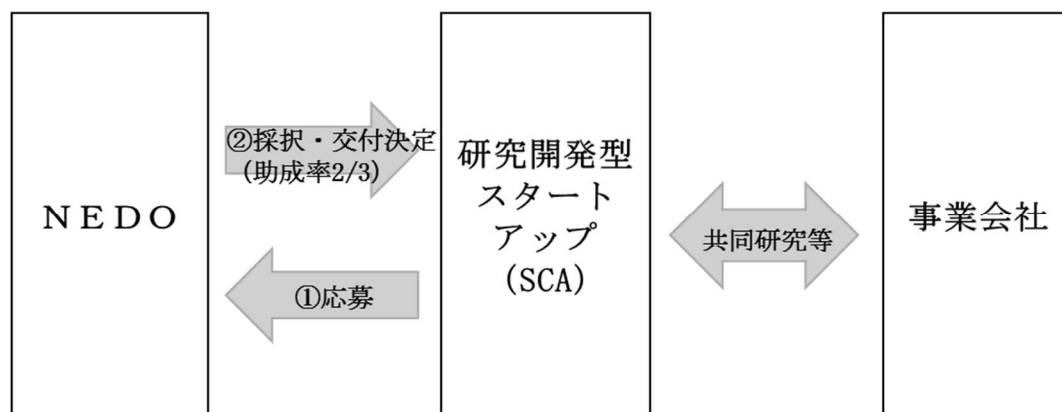 NEDO
②採択・交付決定
(助成率2/3)
①応募
研究開発型
スタート
アップ
(SCA)
共同研究等
事業会社